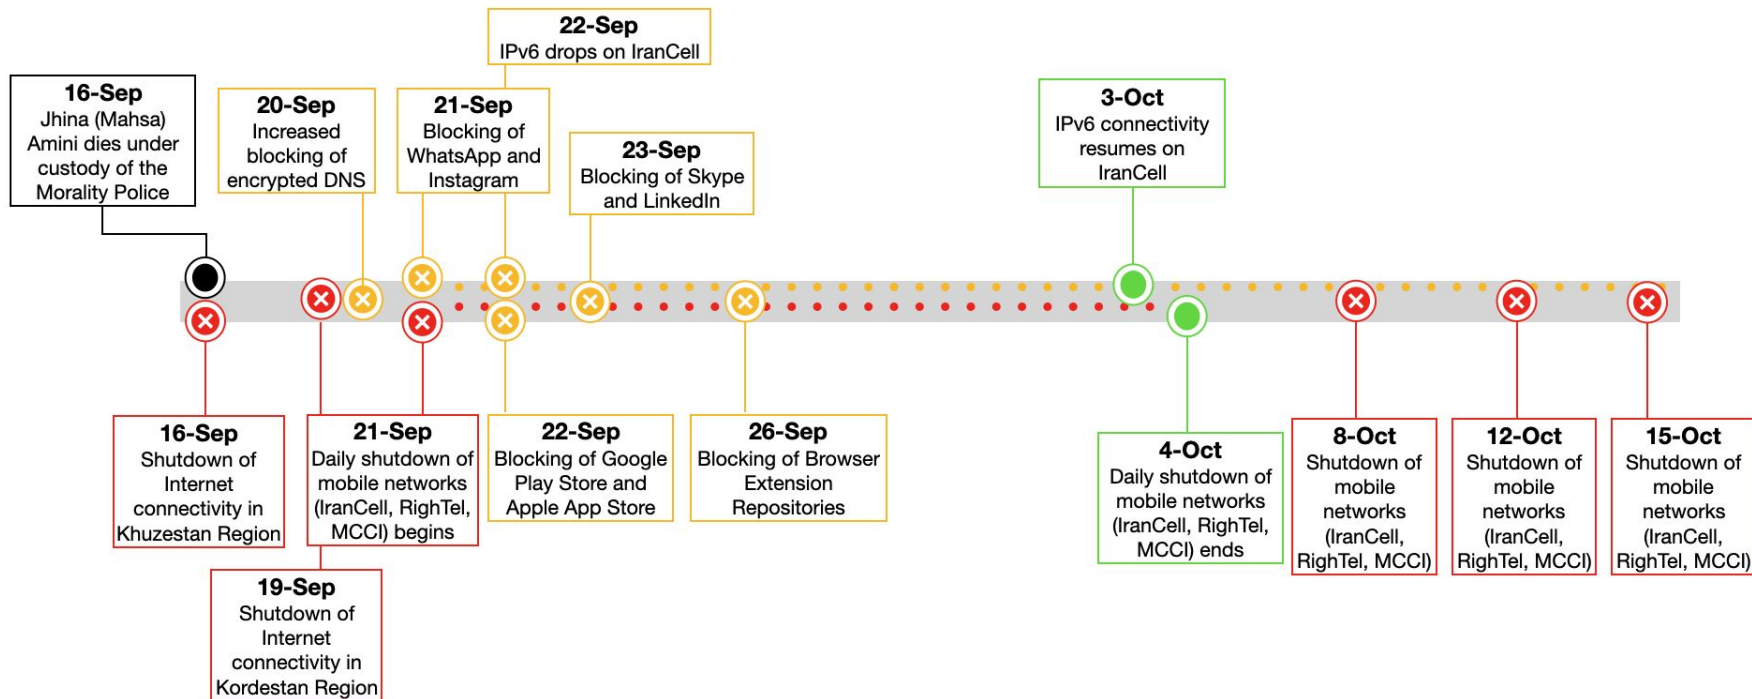 16-Sep
Jhina (Mahsa)
Amini dies under
custody of the
Morality Police
20-Sep
Increased
blocking of
encrypted DNS
21-Sep
Blocking of
WhatsApp and
Instagram
22-Sep
IPv6 drops on IranCell
23-Sep
Blocking of Skype
and LinkedIn
3-Oct
IPv6 connectivity
resumes on
IranCell
16-Sep
Shutdown of
Internet
connectivity in
Khuzestan Region
19-Sep
Shutdown of
Internet
connectivity in
Kordestan Region
21-Sep
Daily shutdown of
mobile networks
(IranCell, RighTel,
MCCI) begins
22-Sep
Blocking of Google
Play Store and
Apple App Store
26-Sep
Blocking of Browser
Extension
Repositories
4-Oct
Daily shutdown of
mobile networks
(IranCell, RighTel,
MCCI) ends
8-Oct
Shutdown of
mobile
networks
(IranCell,
RighTel, MCCI)
12-Oct
Shutdown of
mobile
networks
(IranCell,
RighTel, MCCI)
15-Oct
Shutdown of
mobile
networks
(IranCell,
RighTel, MCCI)